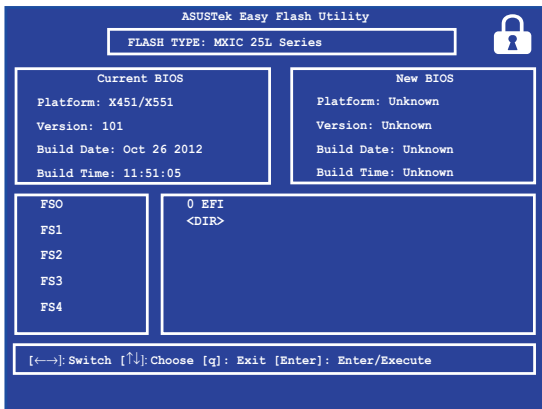 ASUSTek Easy Flash Utility
FLASH TYPE: MXIC 25L Series
Current BIOS
Platform: X451/X551
Version: 101
Build Date: Oct 26 2012
Build Time: 11:51:05
New BIOS
Platform: Unknown
Version: Unknown
Build Date: Unknown
Build Time: Unknown
FSO
FS1
FS2
FS3
FS4
0 EFI
<DIR>
[←→]: Switch [↑↓]: Choose [q]: Exit [Enter]: Enter/Execute